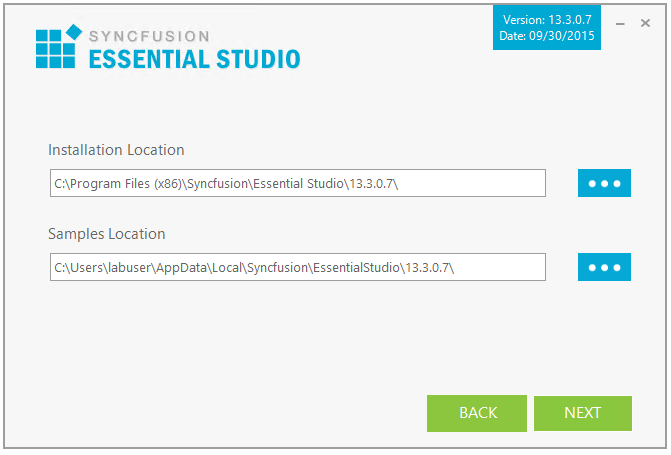 SYNCFUSION
ESSENTIAL STUDIO
Version: 13.3.0.7
Date: 09/30/2015
Installation Location
C:\Program Files (x86)\Syncfusion\Essential Studio\13.3.0.7\
Samples Location
C:\Users\labuser\AppData\Local\Syncfusion\EssentialStudio\13.3.0.7\
BACK
NEXT